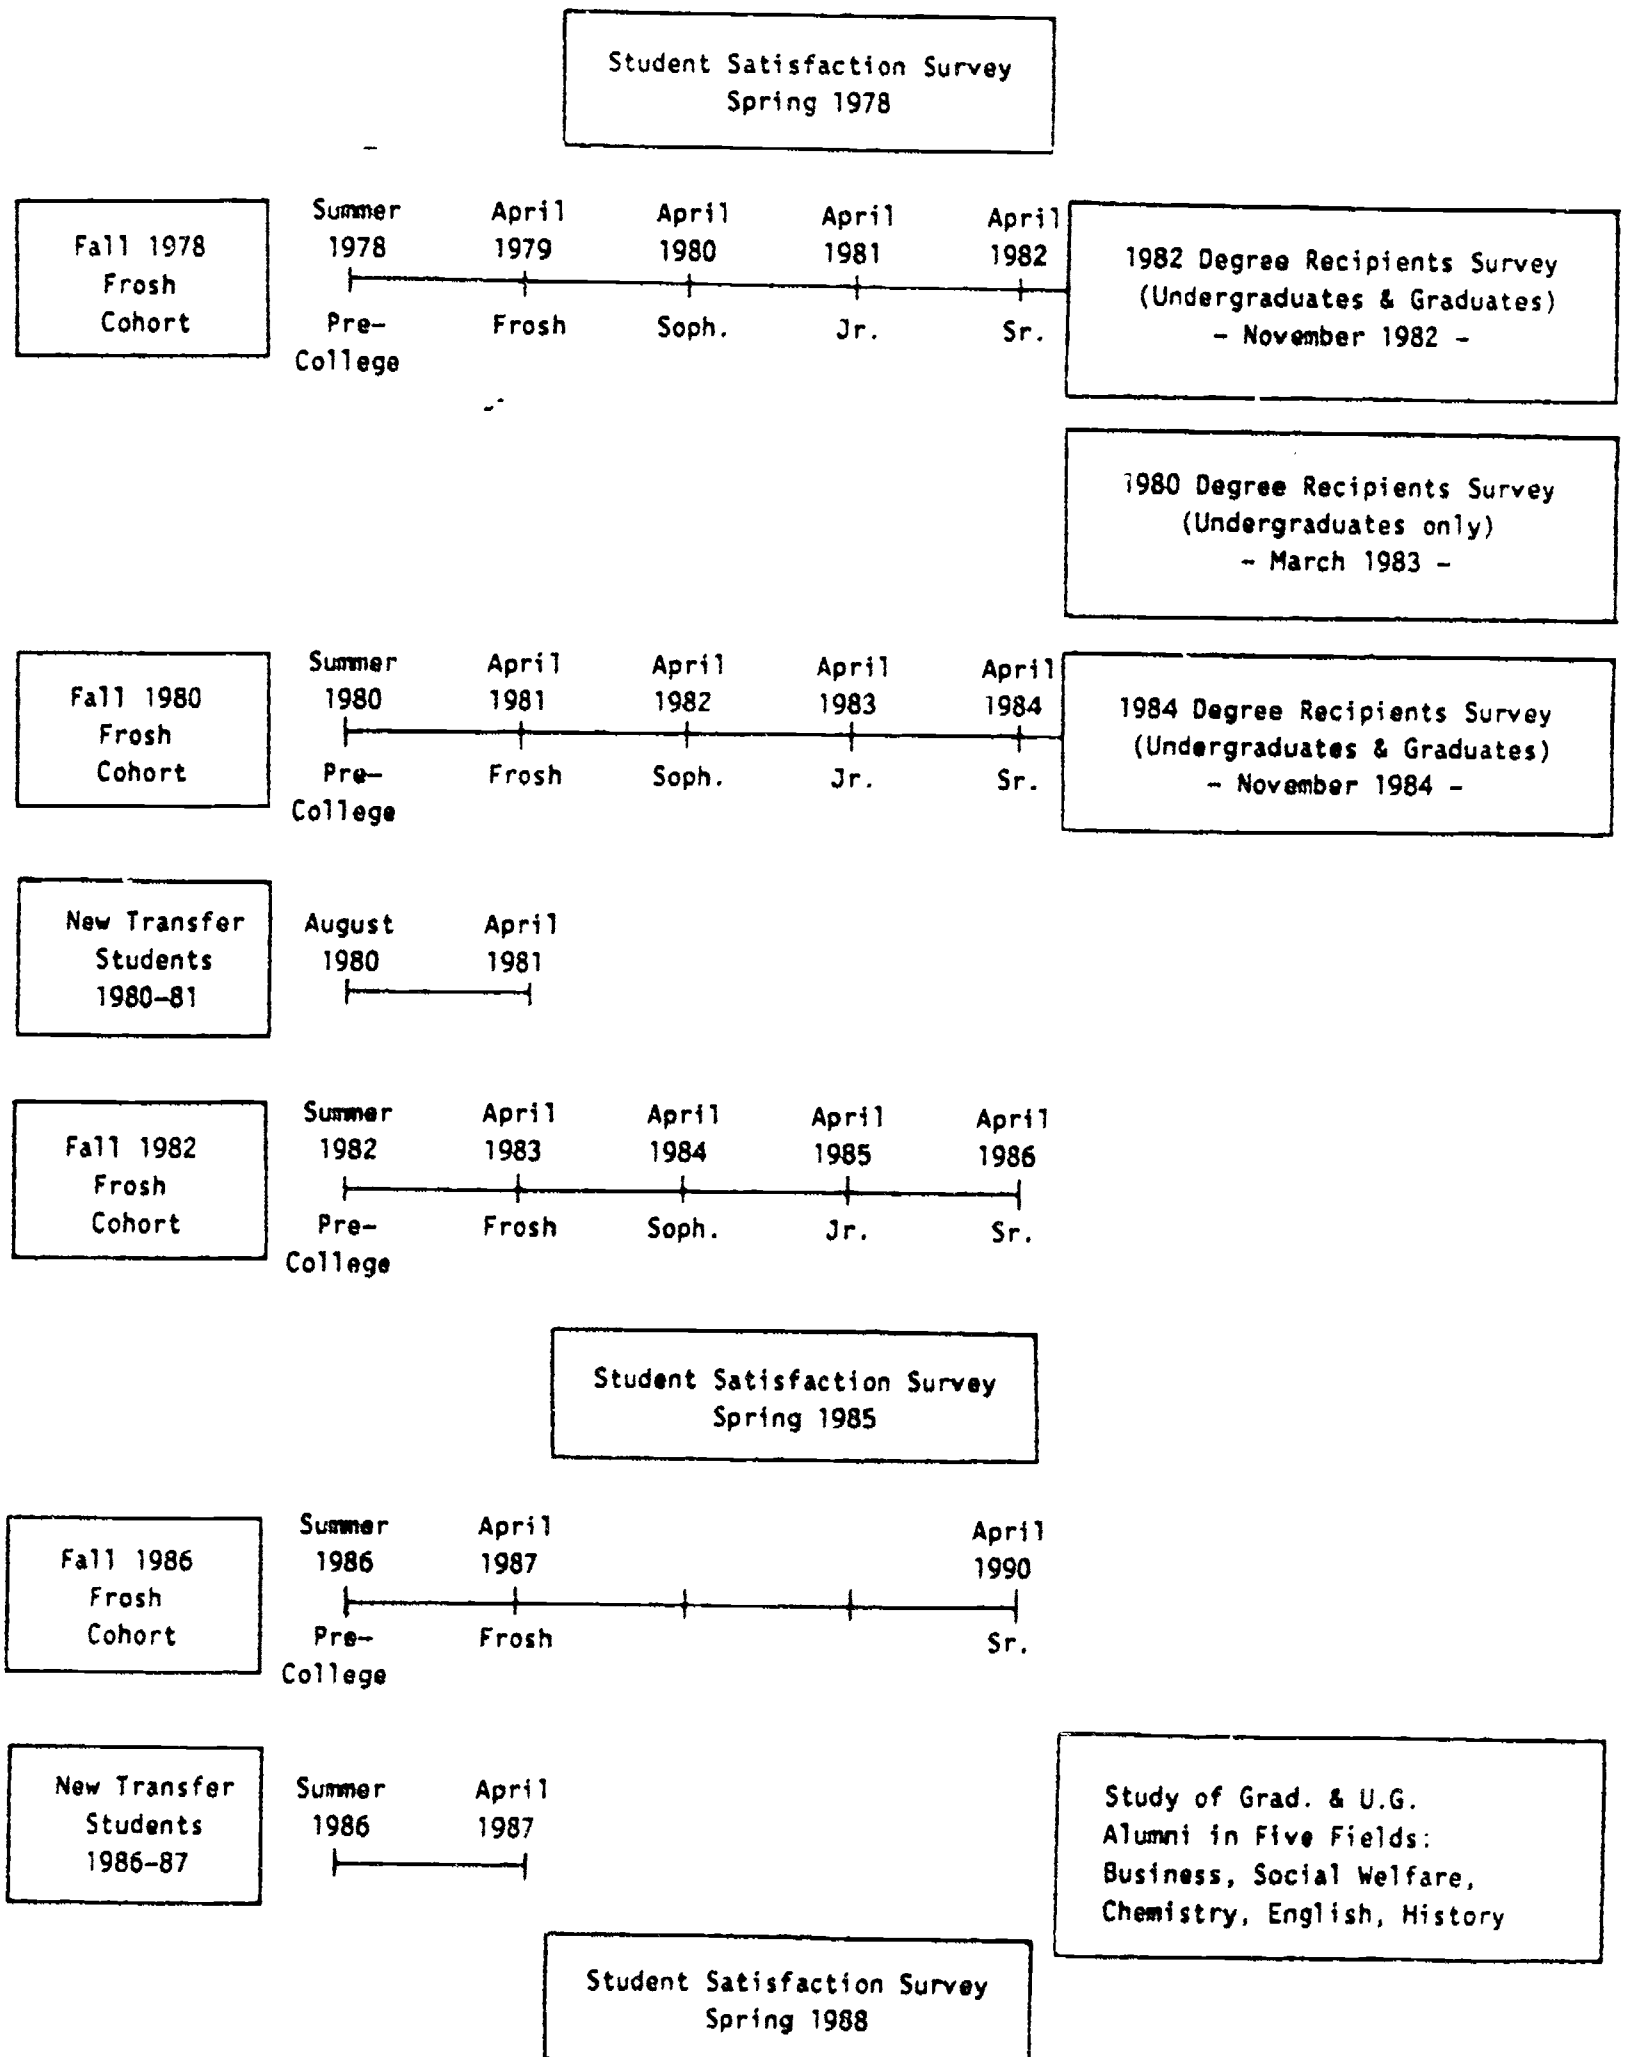 Student Satisfaction Survey
Spring 1978
Fall 1978
Frosh
Cohort
Summer April April April April
1978 1979 1980 1981 1982
Pre- Frosh Soph. Jr. Sr.
College
1982 Degree Recipients Survey
(Undergraduates & Graduates)
- November 1982 -
1980 Degree Recipients Survey
(Undergraduates only)
- March 1983 -
Fall 1980
Frosh
Cohort
Summer April April April April
1980 1981 1982 1983 1984
Pre- Frosh Soph. Jr. Sr.
College
1984 Degree Recipients Survey
(Undergraduates & Graduates)
- November 1984 -
New Transfer
Students
1980-81
August April
1980 1981
Fall 1982
Frosh
Cohort
Summer April April April April
1982 1983 1984 1985 1986
Pre- Frosh Soph. Jr. Sr.
College
Student Satisfaction Survey
Spring 1985
Fall 1986
Frosh
Cohort
Summer April April
1986 1987 1990
Pre- Frosh Sr.
College
New Transfer
Students
1986-87
Summer April
1986 1987
Study of Grad. & U.G.
Alumni in Five Fields:
Business, Social Welfare,
Chemistry, English, History
Student Satisfaction Survey
Spring 1988